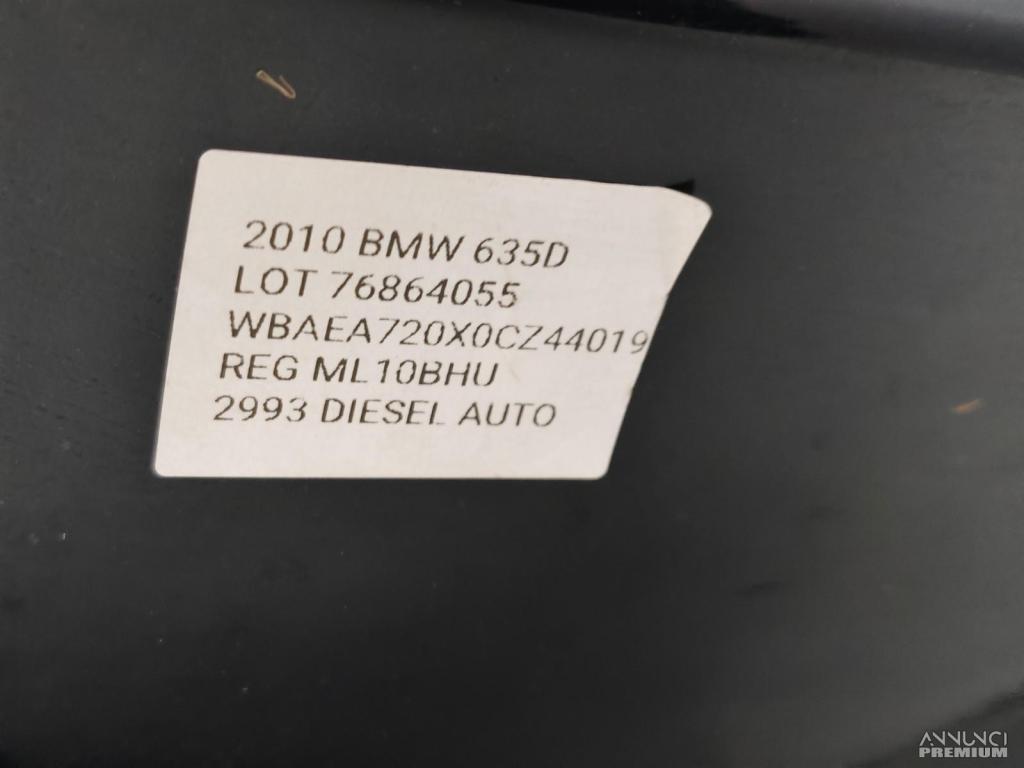 2010 BMW 635D
LOT 76864055
WBAEA720X0CZ44019
REG ML10BHU
2993 DIESEL AUTO
ANNUNCI
PREMIUM